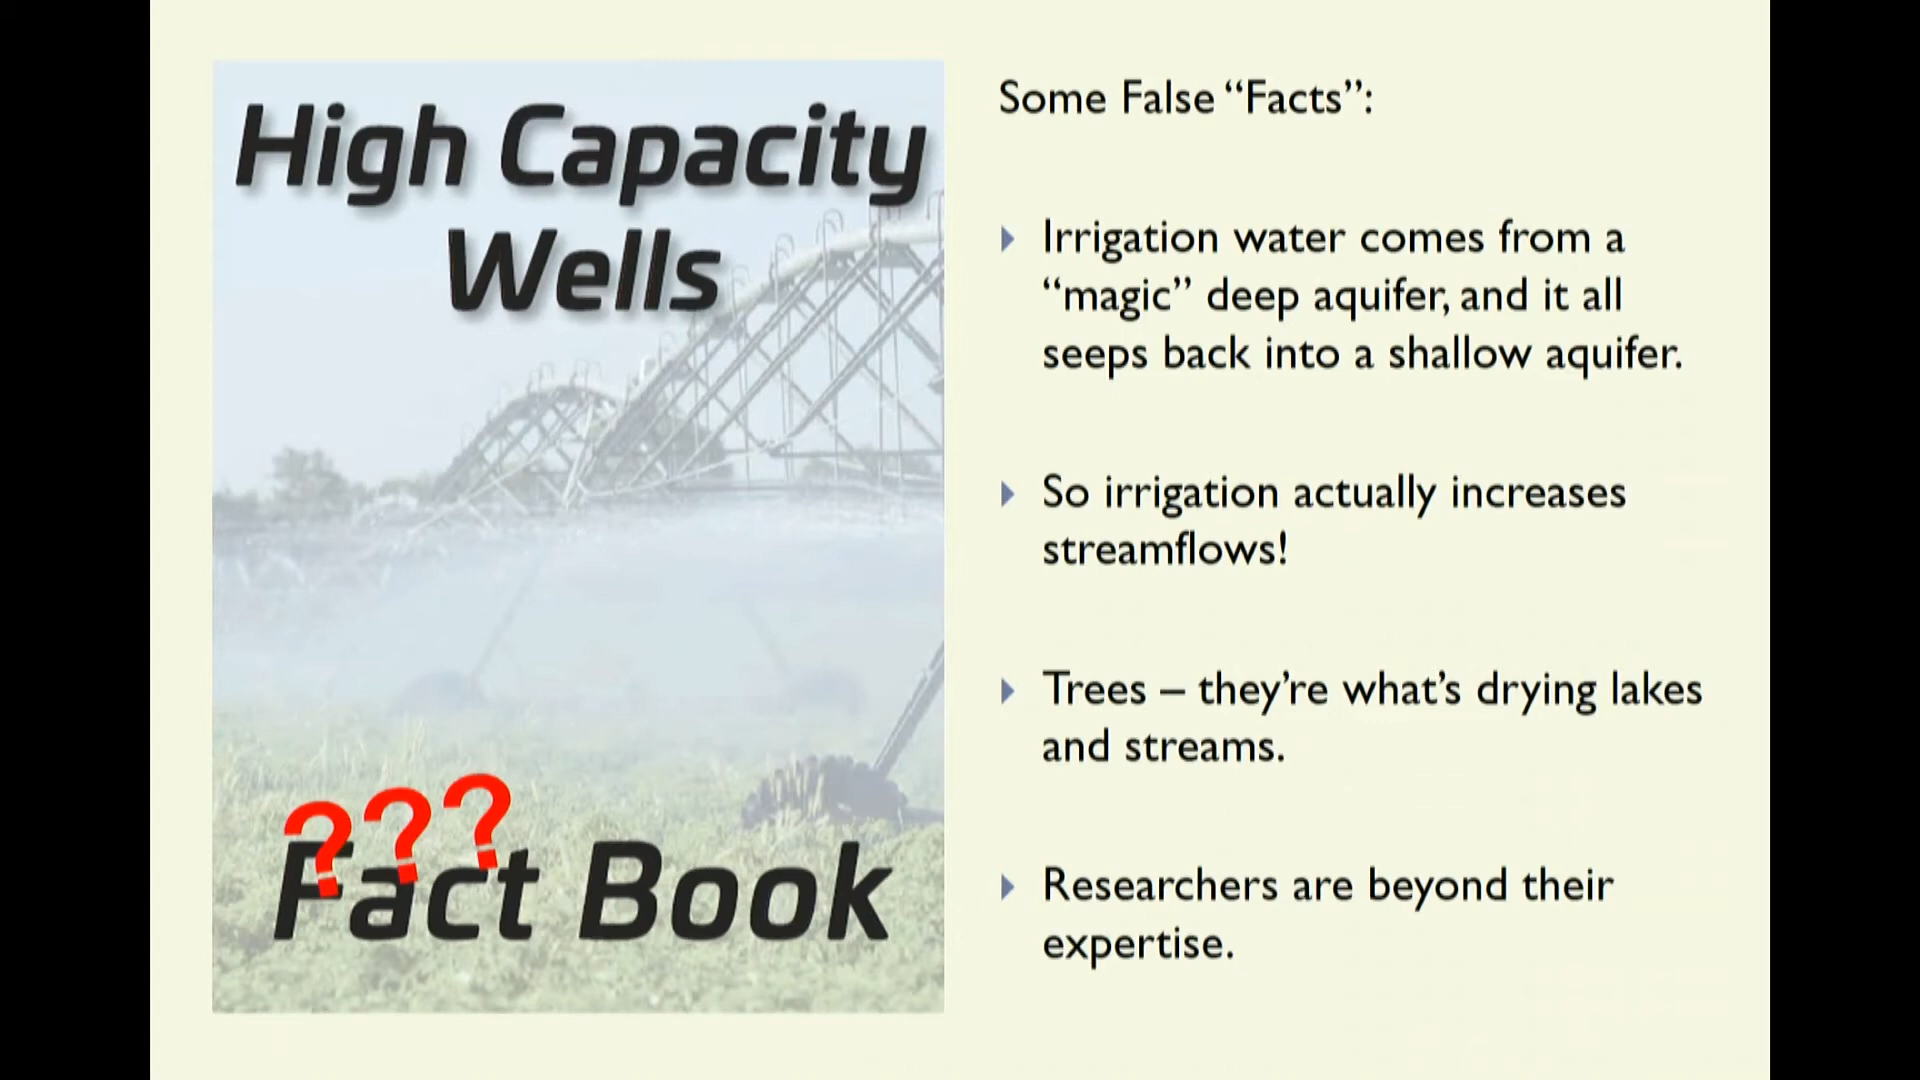 High Capacity
Wells
???
Fact Book
Some False “Facts”:
Irrigation water comes from a
“magic” deep aquifer, and it all
seeps back into a shallow aquifer.
So irrigation actually increases
streamflows!
Trees – they’re what’s drying lakes
and streams.
Researchers are beyond their
expertise.